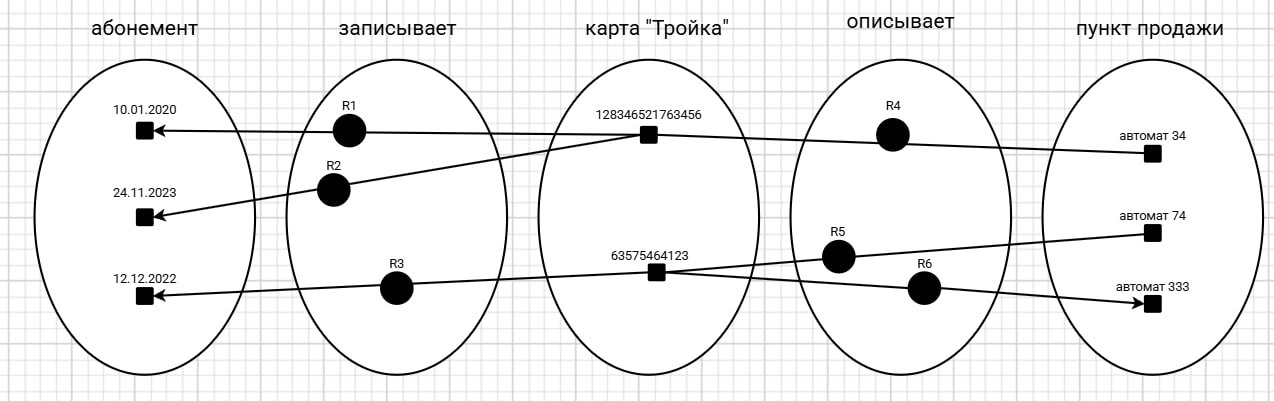 абонемент
записывает
карта "Тройка"
описывает
пункт продажи
10.01.2020
R1
128346521763456
R4
автомат 34
R2
24.11.2023
автомат 74
R5
12.12.2022
R3
63575464123
R6
автомат 333